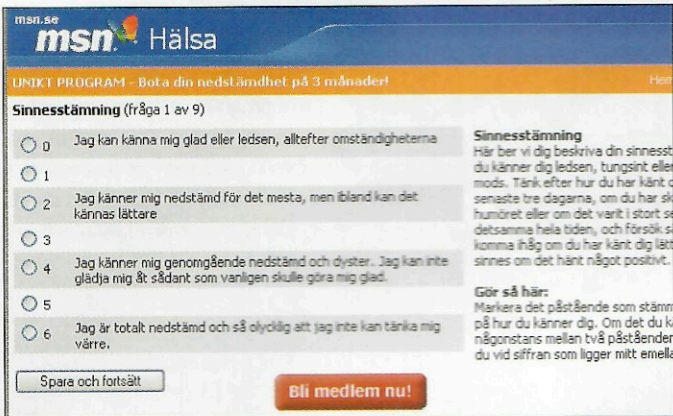 msn.se
msn Hälsa
UNIKT PROGRAM - Bota din nedstämdhet på 3 månader!
Hem
Sinnesstämning (fråga 1 av 9)
0 Jag kan känna mig glad eller ledsen, alltefter omständigheterna
1
2 Jag känner mig nedstämd för det mesta, men ibland kan det
kännas lättare
3
4 Jag känner mig genomgående nedstämd och dyster. Jag kan inte
glädja mig åt sådant som vanligen skulle göra mig glad.
5
6 Jag är totalt nedstämd och så olycklig att jag inte kan tänka mig
värre.
Spara och fortsätt
Bli medlem nu!
Sinnesstämning
Här ber vi dig beskriva din sinnesst
du känner dig ledsen, tungsint eller
mods. Tänk efter hur du har känt d
senaste tre dagarna, om du har sk
humöret eller om det varit i stort se
detsamma hela tiden, och försök s
komma ihåg om du har känt dig lätt
sinnes om det hänt något positivt.
Gör så här:
Markera det påstående som stämm
på hur du känner dig. Om det du k
någonstans mellan två påståenden
du vid siffran som ligger mitt emella